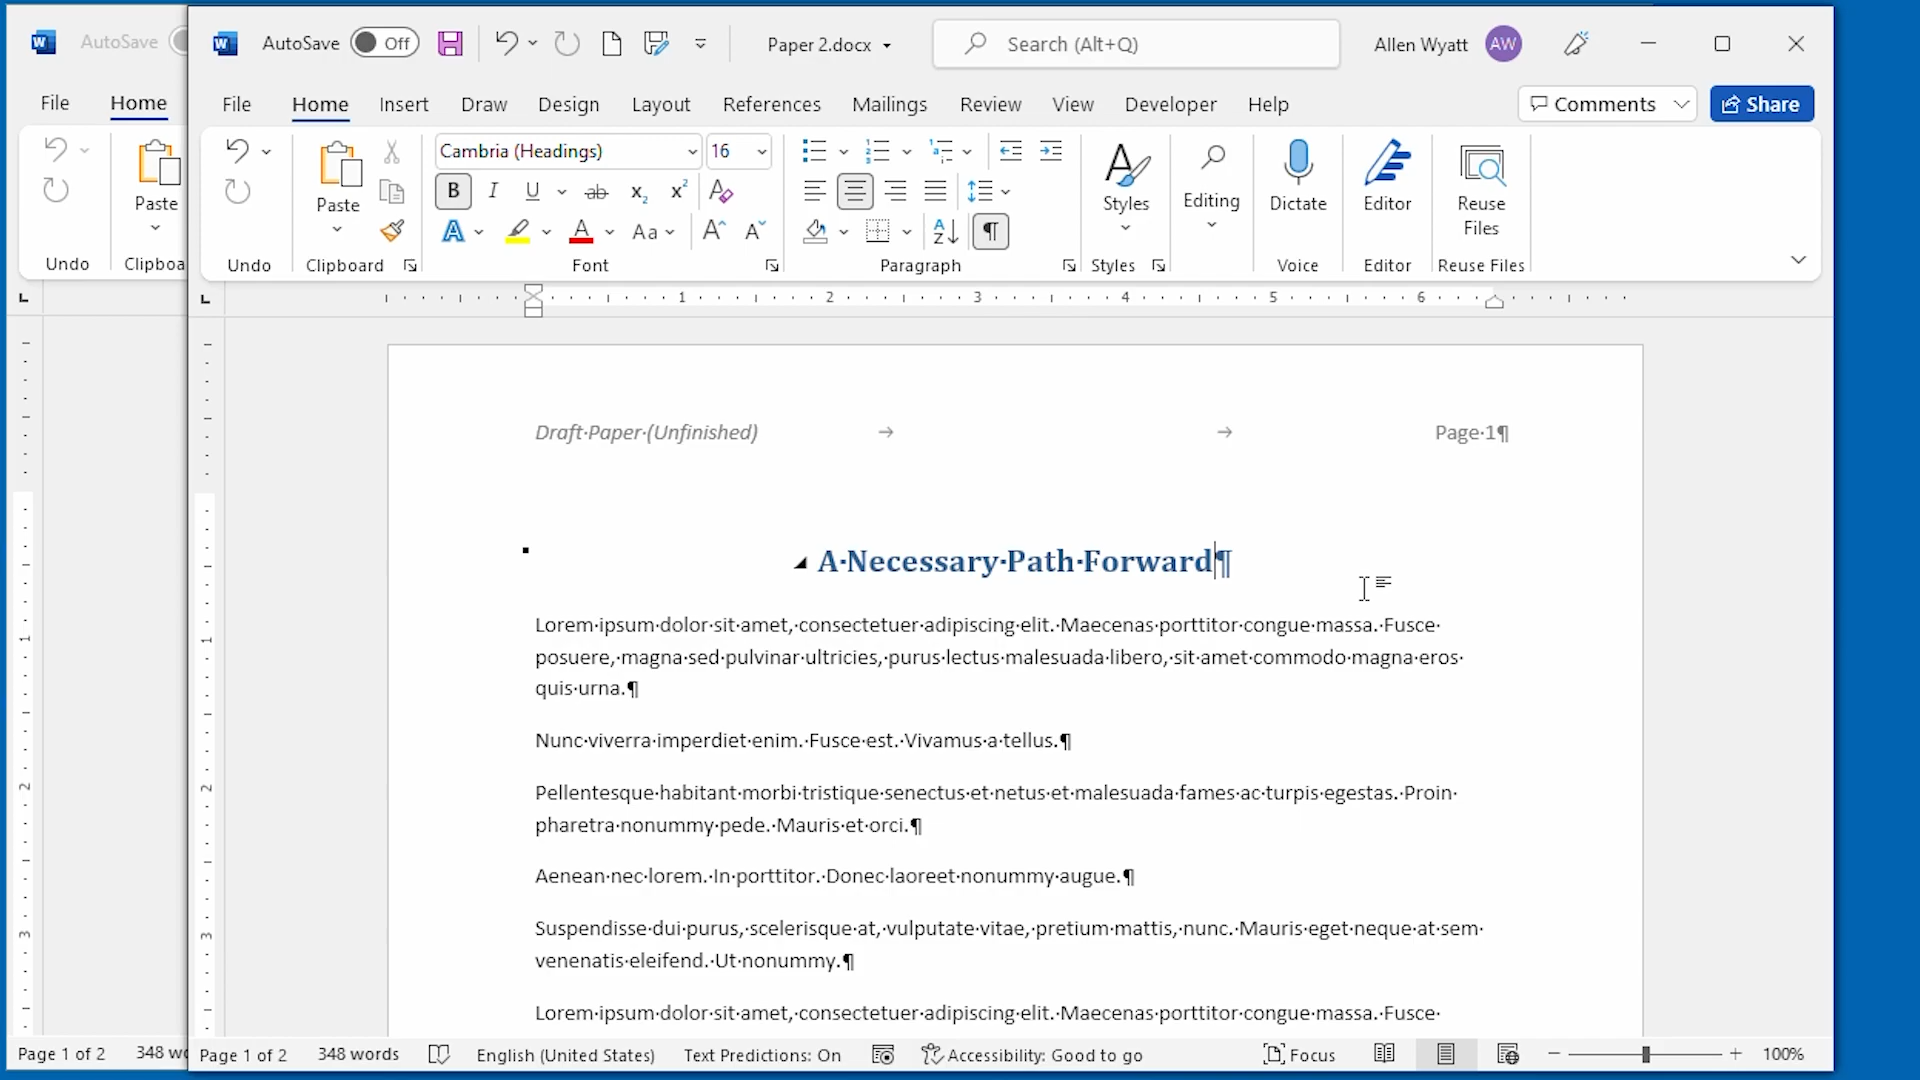 AutoSave
File
Home
Paste
Undo
Clipboa
Page 1 of 2
348 wo
AutoSave Off
Paper 2.docx
Search (Alt+Q)
Allen Wyatt
AW
File Home Insert Draw Design Layout References Mailings Review View Developer Help
Comments
Share
Paste
Cambria (Headings) 16
Styles
Editing
Dictate
Editor
Reuse Files
Undo Clipboard Font Paragraph Styles Voice Editor Reuse Files
1 2 3 4 5 6
Draft·Paper·(Unfinished) → → Page·1¶
A·Necessary·Path·Forward¶
Lorem·ipsum·dolor·sit·amet,·consectetuer·adipiscing·elit.·Maecenas·porttitor·congue·massa.·Fusce·
posuere,·magna·sed·pulvinar·ultricies,·purus·lectus·malesuada·libero,·sit·amet·commodo·magna·eros·
quis·urna.¶
Nunc·viverra·imperdiet·enim.·Fusce·est.·Vivamus·a·tellus.¶
Pellentesque·habitant·morbi·tristique·senectus·et·netus·et·malesuada·fames·ac·turpis·egestas.·Proin·
pharetra·nonummy·pede.·Mauris·et·orci.¶
Aenean·nec·lorem.·In·porttitor.·Donec·laoreet·nonummy·augue.¶
Suspendisse·dui·purus,·scelerisque·at,·vulputate·vitae,·pretium·mattis,·nunc.·Mauris·eget·neque·at·sem·
venenatis·eleifend.·Ut·nonummy.¶
Lorem·ipsum·dolor·sit·amet,·consectetuer·adipiscing·elit.·Maecenas·porttitor·congue·massa.·Fusce·
Page 1 of 2 348 words English (United States) Text Predictions: On Accessibility: Good to go Focus 100%